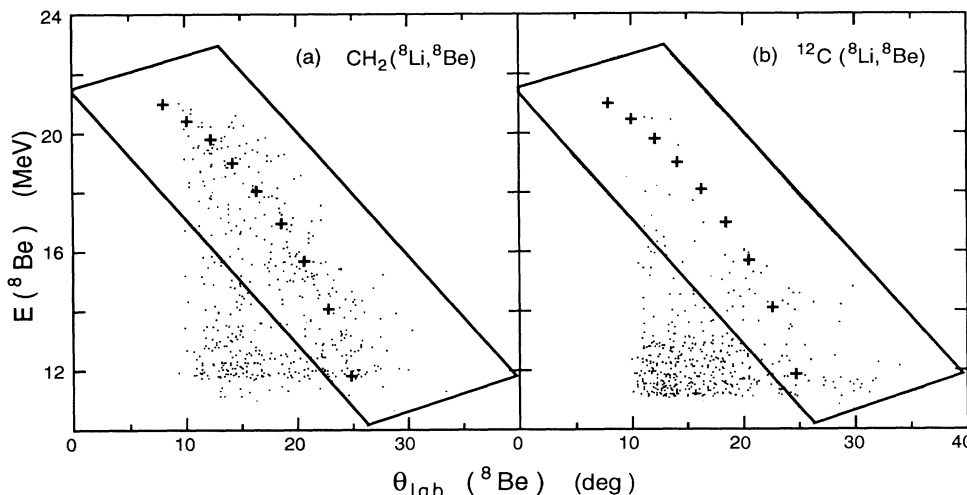 24
20
16
12
E (⁸Be) (MeV)
(a) CH₂(⁸Li,⁸Be)
(b) ¹²C (⁸Li,⁸Be)
0 10 20 30 0 10 20 30 40
θlab (⁸Be) (deg)